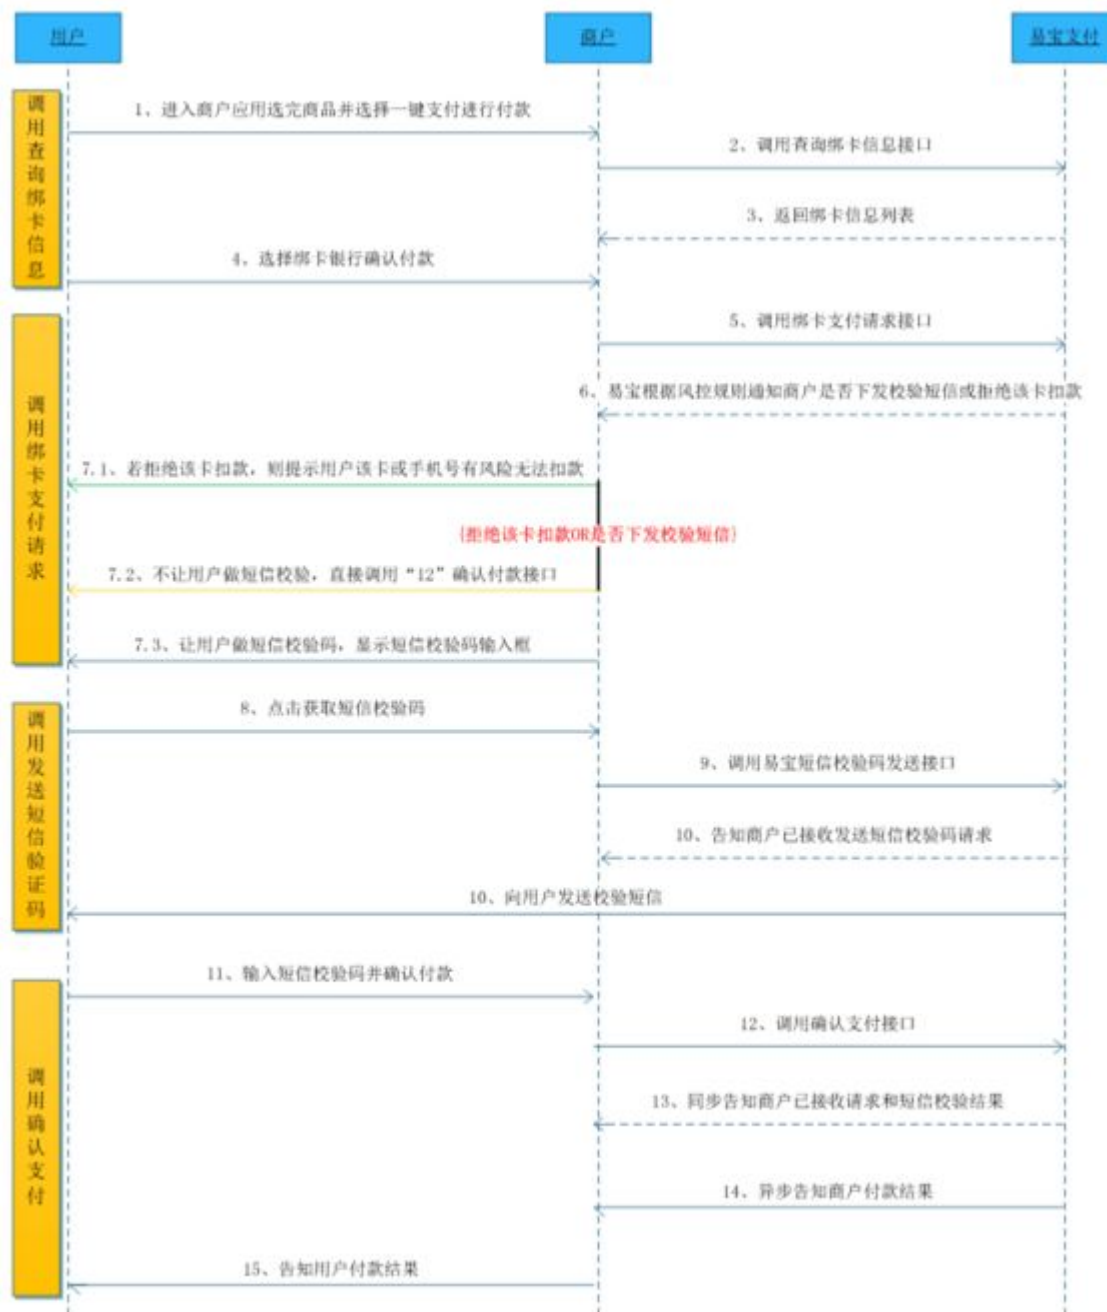 用户
商户
易宝支付
调用查询绑卡信息
1、进入商户应用选完商品并选择一键支付进行付款
2、调用查询绑卡信息接口
3、返回绑卡信息列表
4、选择绑卡银行确认付款
调用绑卡支付请求
5、调用绑卡支付请求接口
6、易宝根据风控规则通知商户是否下发校验短信或拒绝该卡扣款
7.1、若拒绝该卡扣款，则提示用户该卡或手机号有风险无法扣款
{拒绝该卡扣款OR是否下发校验短信}
7.2、不让用户做短信校验，直接调用“12”确认付款接口
7.3、让用户做短信校验码，显示短信校验码输入框
调用发送短信验证码
8、点击获取短信校验码
9、调用易宝短信校验码发送接口
10、告知商户已接收发送短信校验码请求
10、向用户发送校验短信
调用确认支付
11、输入短信校验码并确认付款
12、调用确认支付接口
13、同步告知商户已接收请求和短信校验结果
14、异步告知商户付款结果
15、告知用户付款结果